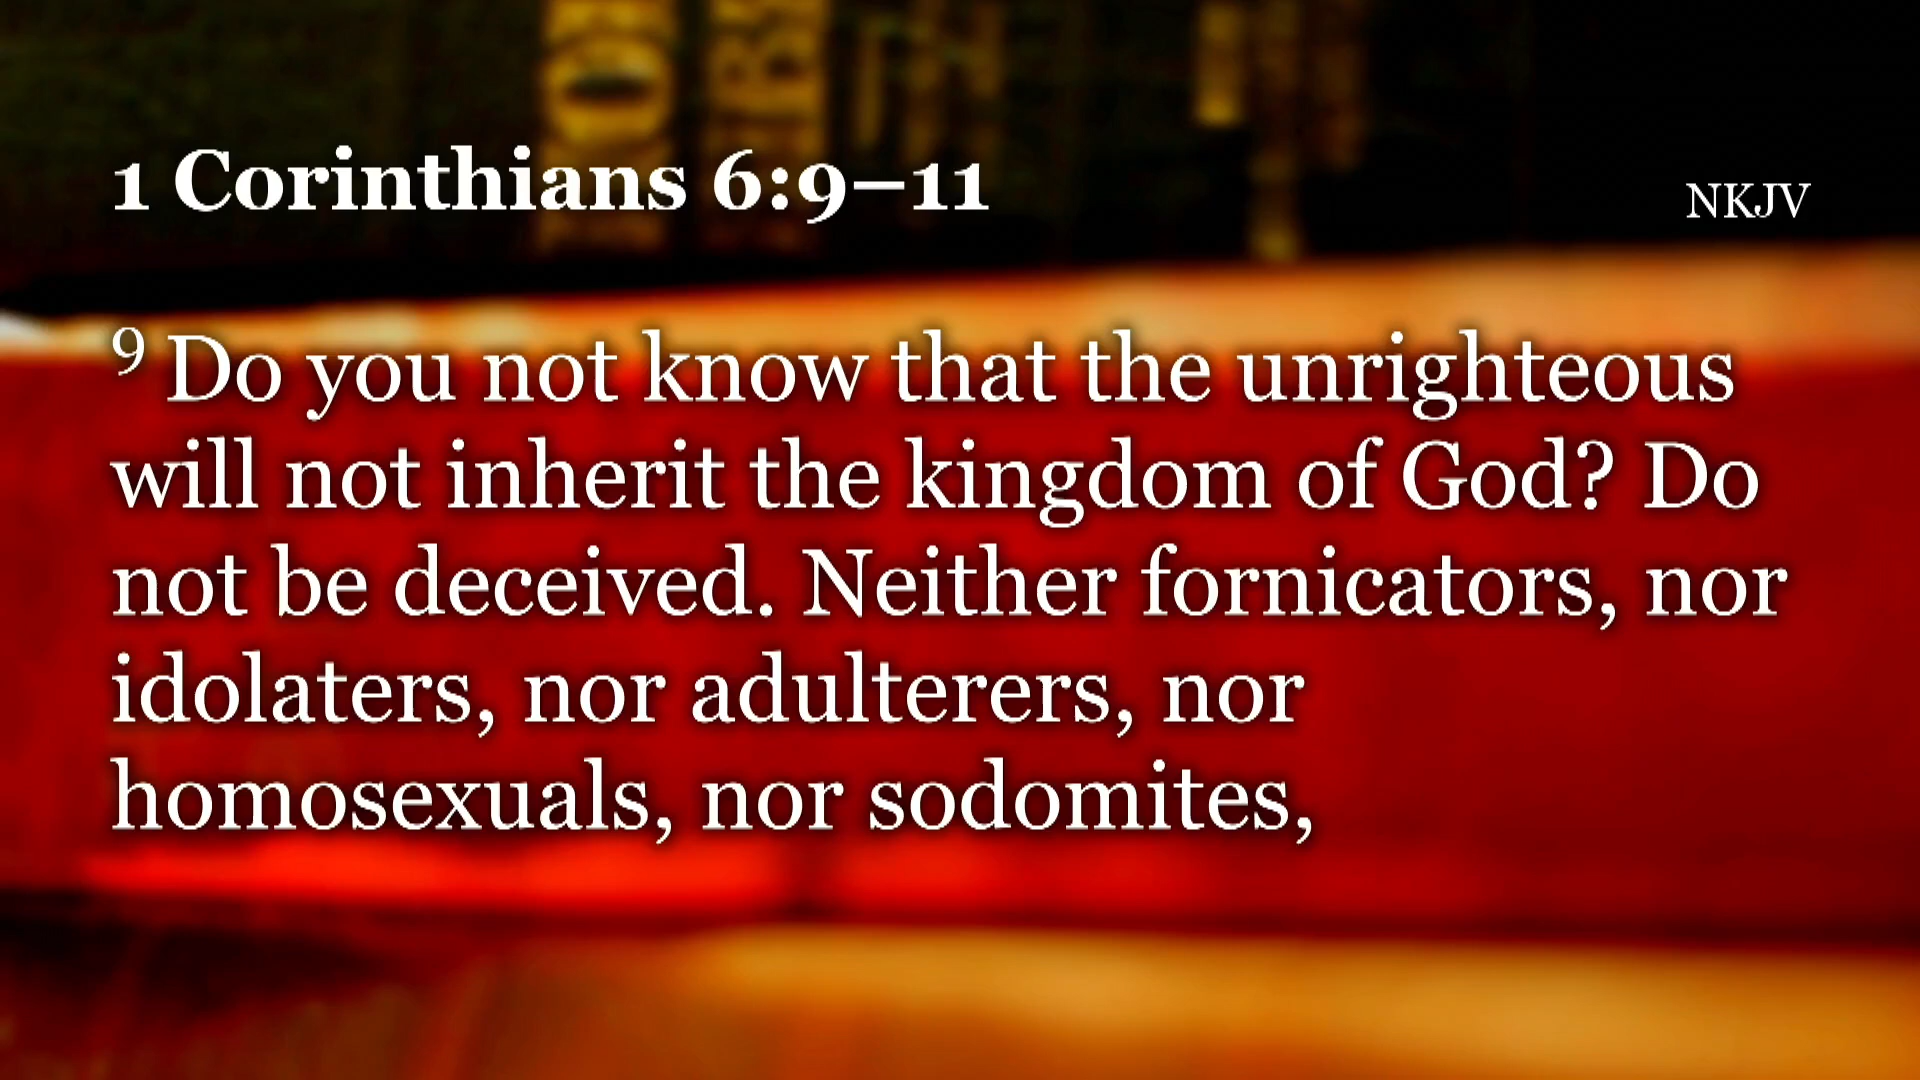 1 Corinthians 6:9–11
NKJV
9 Do you not know that the unrighteous
will not inherit the kingdom of God? Do
not be deceived. Neither fornicators, nor
idolaters, nor adulterers, nor
homosexuals, nor sodomites,